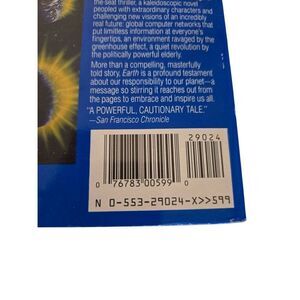 the seat thriller, a kaleidoscopic novel
peopled with extraordinary characters and
challenging new visions of an incredibly
real future: global computer networks that
put limitless information at everyone's
fingertips, an environment ravaged by the
greenhouse effect, a quiet revolution by
the politically powerful elderly.
More than a compelling, masterfully
told story, Earth is a profound testament
about our responsibility to our planet—a
message so stirring it reaches out from
the pages to embrace and inspire us all.
"A POWERFUL, CAUTIONARY TALE."
—San Francisco Chronicle
29024
0 76783 00599 0
N 0-553-29024-X>>599